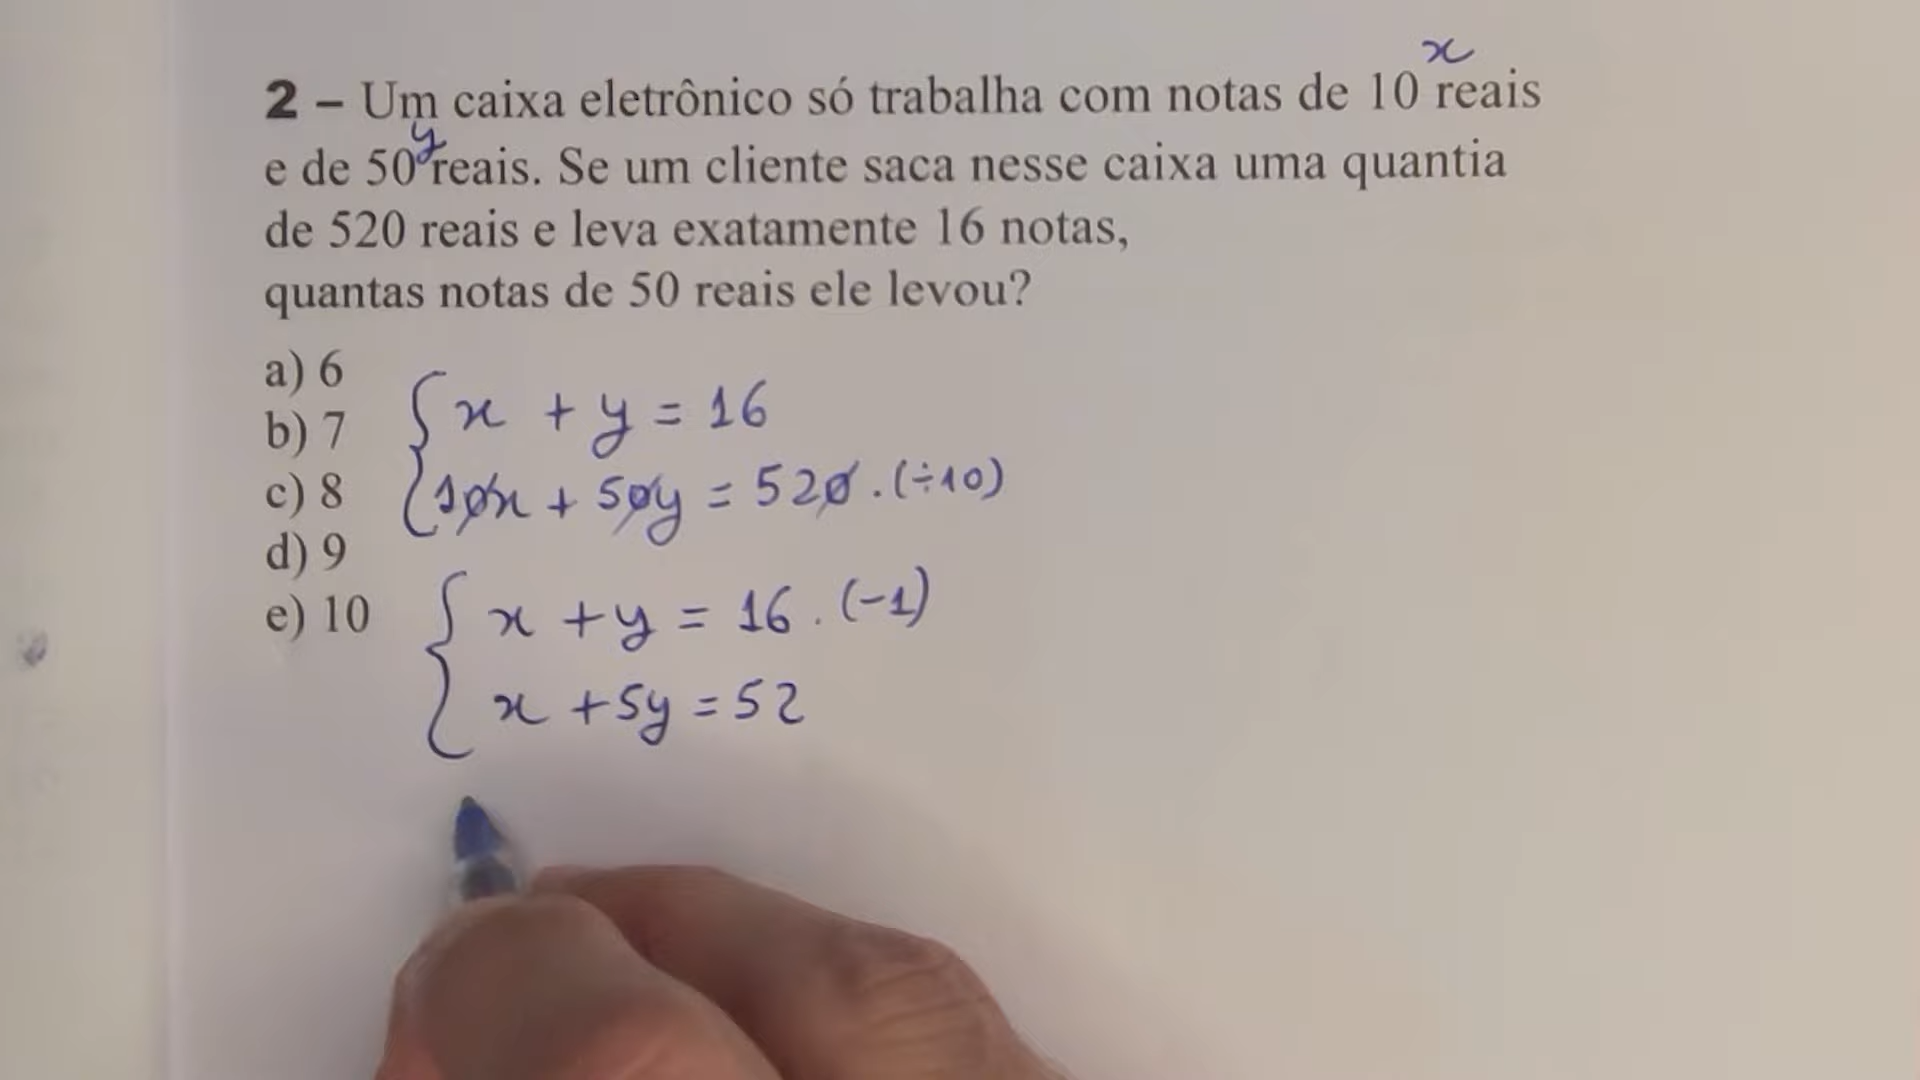 x
2 – Um caixa eletrônico só trabalha com notas de 10 reais
y
e de 50 reais. Se um cliente saca nesse caixa uma quantia
de 520 reais e leva exatamente 16 notas,
quantas notas de 50 reais ele levou?
a) 6
x + y = 16
b) 7
c) 8
10x + 50y = 520 . (÷10)
d) 9
e) 10
x + y = 16 . (-1)
x + 5y = 52